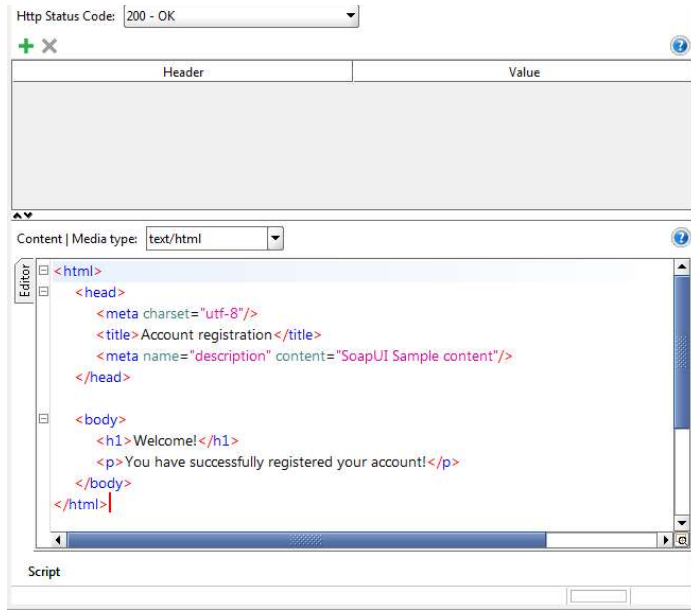 Http Status Code: 200 - OK
Header Value
Content | Media type: text/html
Editor
<html>
<head>
<meta charset="utf-8"/>
<title>Account registration</title>
<meta name="description" content="SoapUI Sample content"/>
</head>
<body>
<h1>Welcome!</h1>
<p>You have successfully registered your account!</p>
</body>
</html>
Script